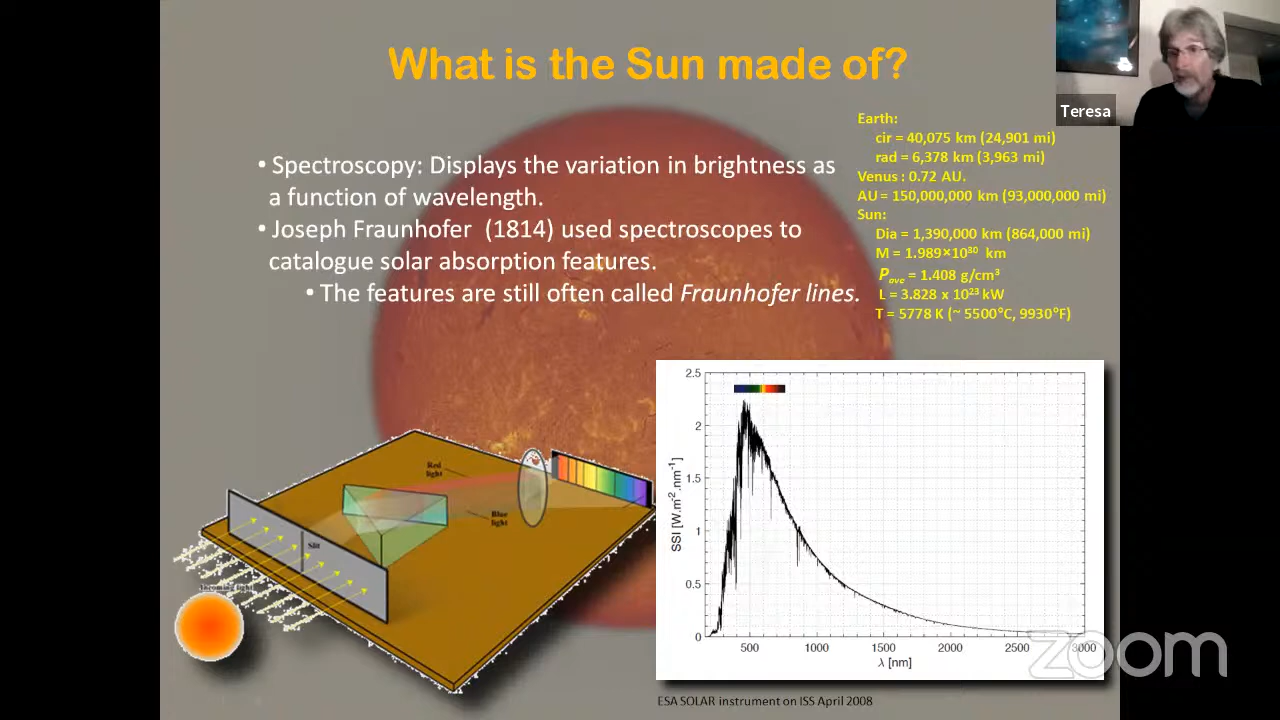 What is the Sun made of?
Teresa
• Spectroscopy: Displays the variation in brightness as
a function of wavelength.
• Joseph Fraunhofer (1814) used spectroscopes to
catalogue solar absorption features.
• The features are still often called Fraunhofer lines.
Earth:
cir = 40,075 km (24,901 mi)
rad = 6,378 km (3,963 mi)
Venus : 0.72 AU.
AU = 150,000,000 km (93,000,000 mi)
Sun:
Dia = 1,390,000 km (864,000 mi)
M = 1.989×10³⁰ km
Pave = 1.408 g/cm³
L = 3.828 x 10²³ kW
T = 5778 K (~ 5500°C, 9930°F)
Red
light
Blue
light
Slit
Incoming light
2.5
2
1.5
1
0.5
0
SSI [W.m⁻².nm⁻¹]
500 1000 1500 2000 2500 3000
λ [nm]
ESA SOLAR instrument on ISS April 2008
zoom